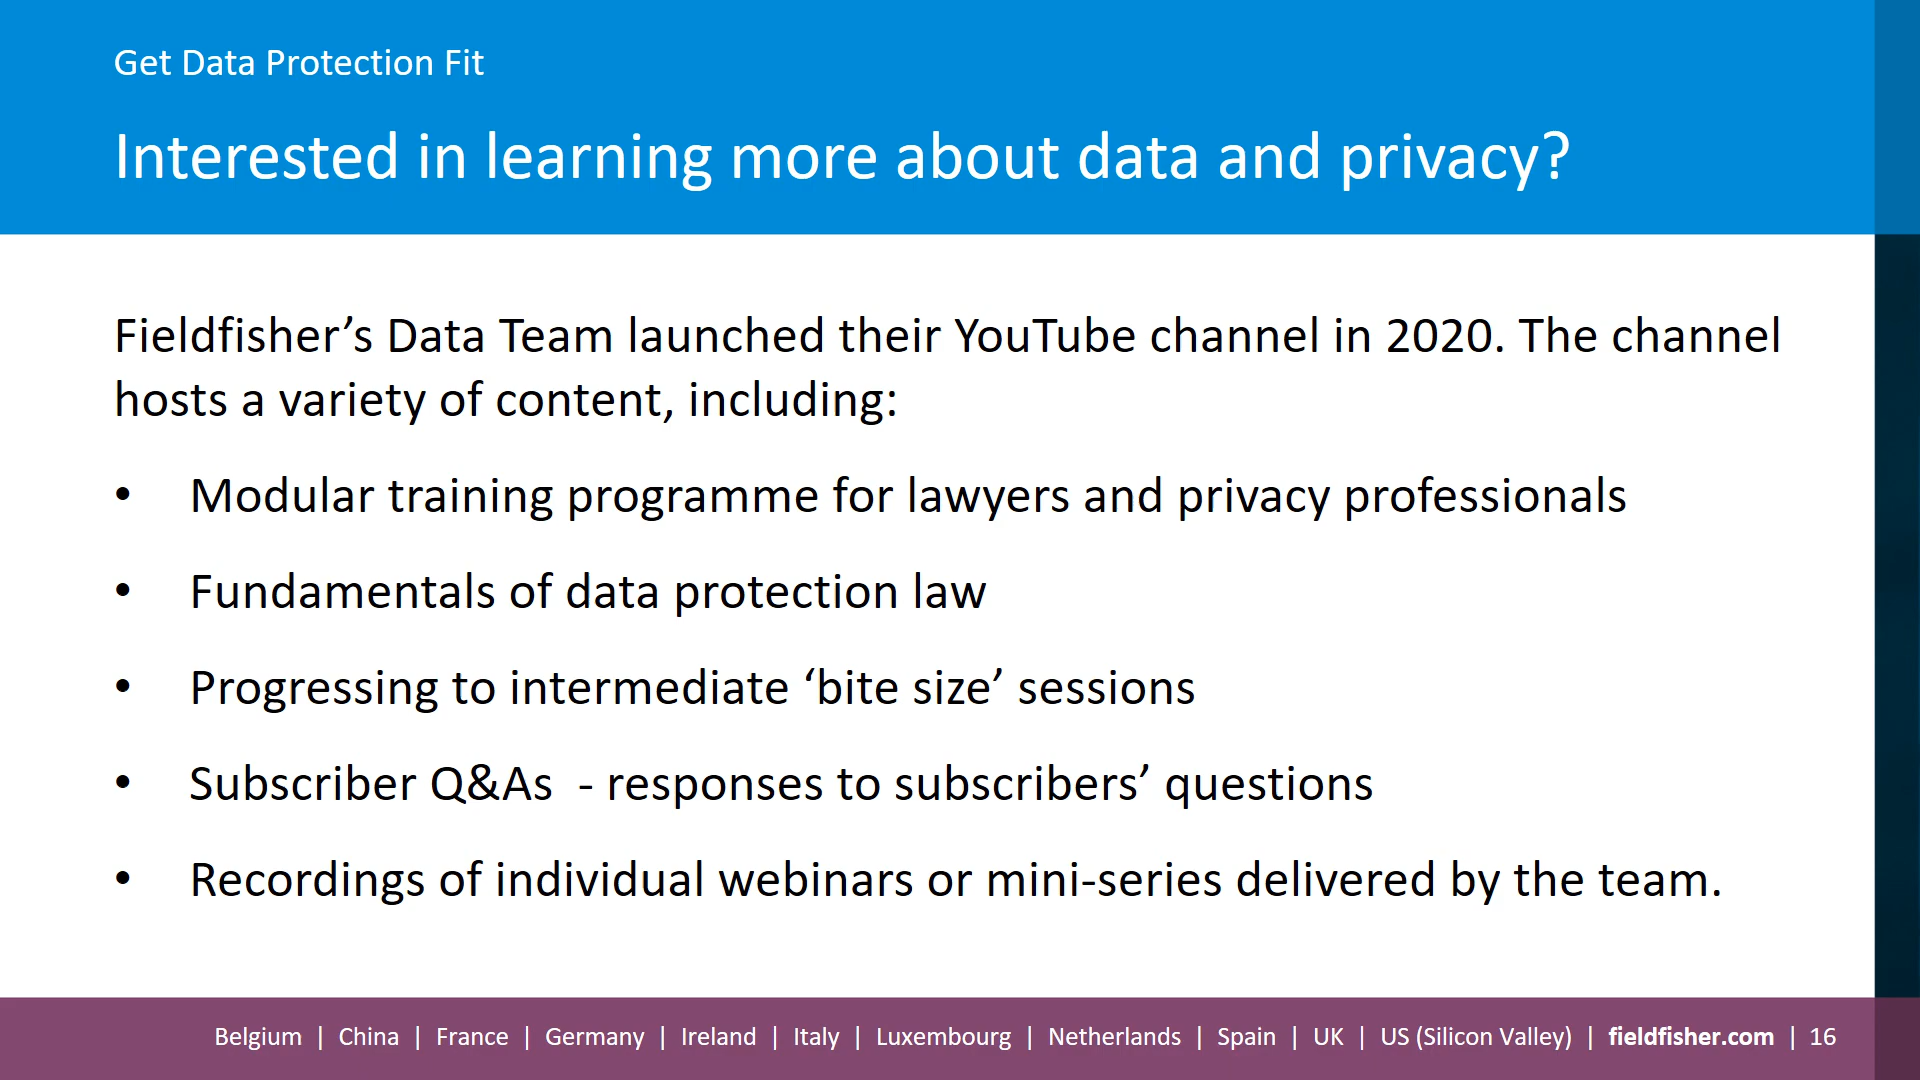 Get Data Protection Fit
Interested in learning more about data and privacy?
Fieldfisher’s Data Team launched their YouTube channel in 2020. The channel
hosts a variety of content, including:
• Modular training programme for lawyers and privacy professionals
• Fundamentals of data protection law
• Progressing to intermediate ‘bite size’ sessions
• Subscriber Q&As  - responses to subscribers’ questions
• Recordings of individual webinars or mini-series delivered by the team.
Belgium | China | France | Germany | Ireland | Italy | Luxembourg | Netherlands | Spain | UK | US (Silicon Valley) | fieldfisher.com | 16